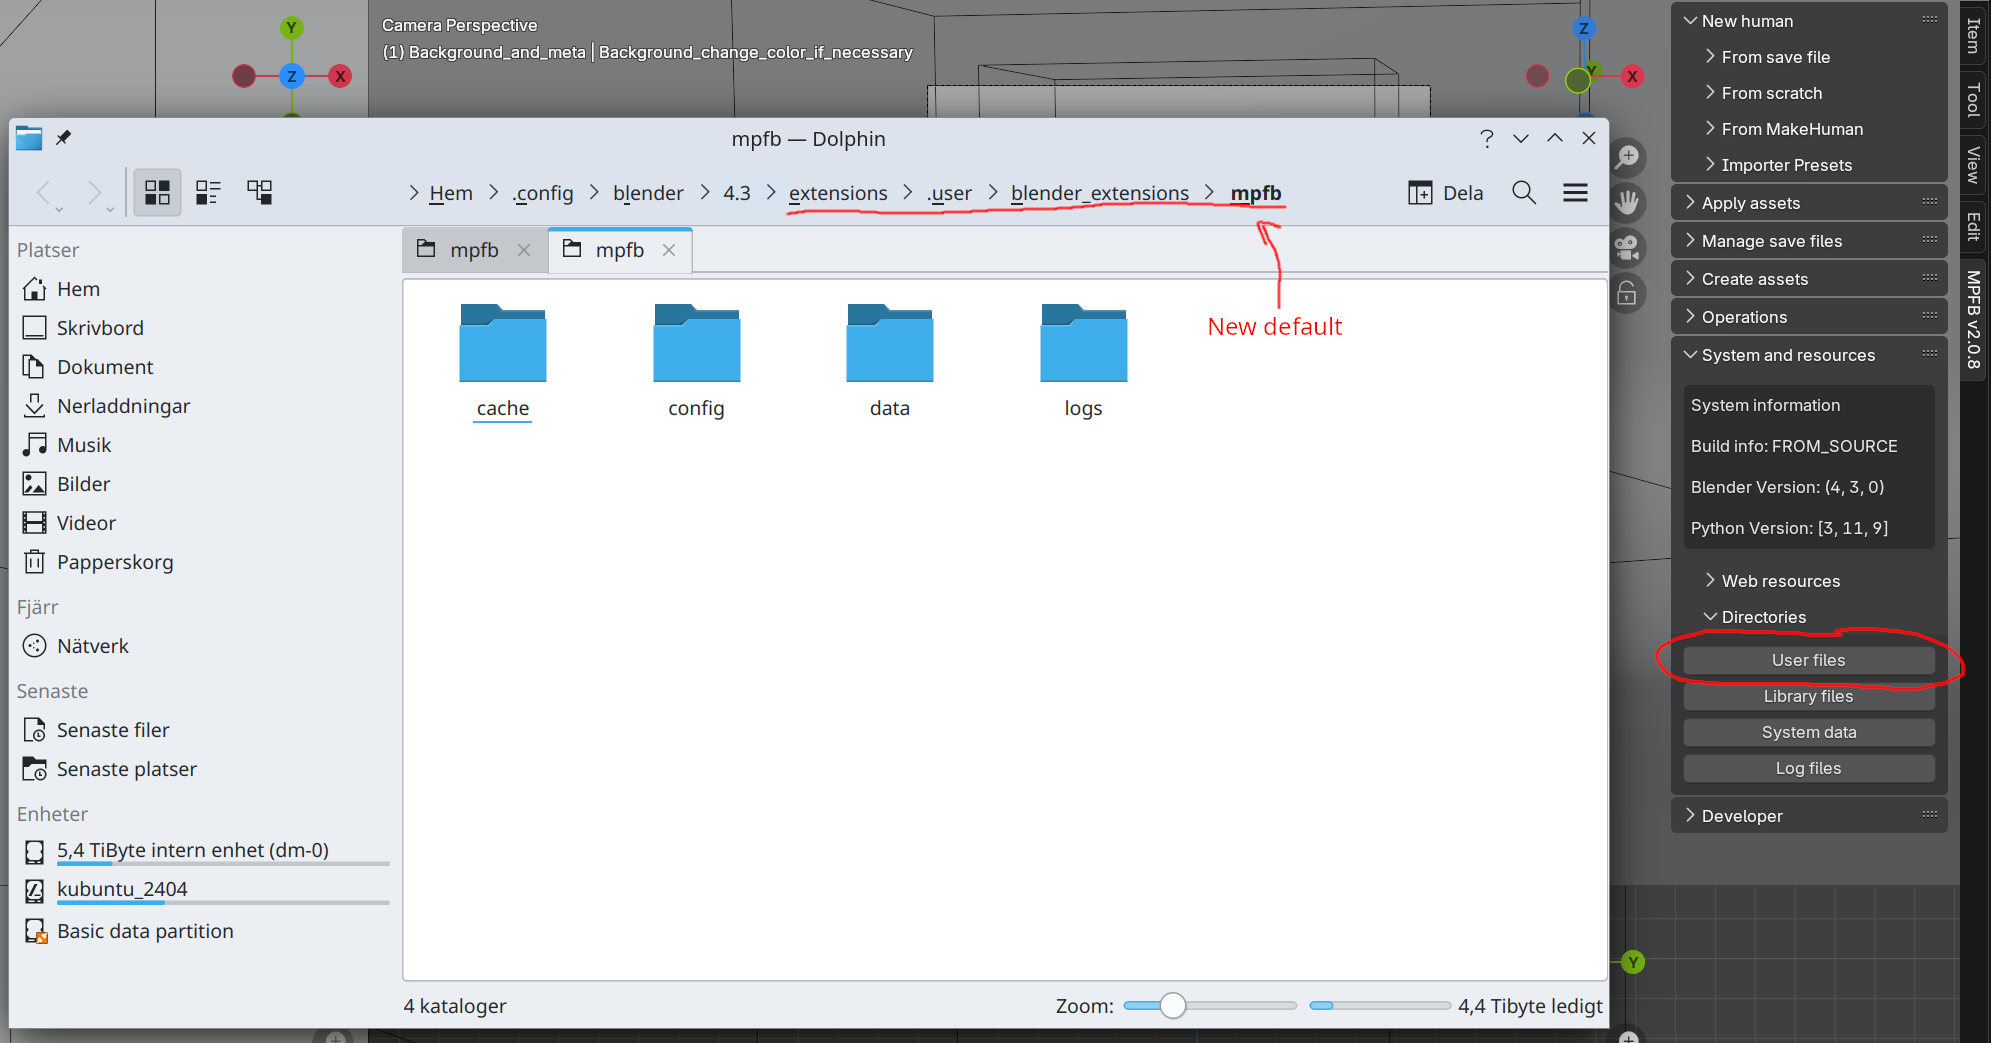 Y
Z
X
Camera Perspective
(1) Background_and_meta | Background_change_color_if_necessary
Z
Y
X
mpfb — Dolphin
?
Hem
.config
blender
4.3
extensions
.user
blender_extensions
mpfb
Dela
mpfb
mpfb
Platser
Hem
Skrivbord
Dokument
Nerladdningar
Musik
Bilder
Videor
Papperskorg
Fjärr
Nätverk
Senaste
Senaste filer
Senaste platser
Enheter
5,4 TiByte intern enhet (dm-0)
kubuntu_2404
Basic data partition
cache
config
data
logs
New default
4 kataloger
Zoom:
4,4 Tibyte ledigt
New human
From save file
From scratch
From MakeHuman
Importer Presets
Apply assets
Manage save files
Create assets
Operations
System and resources
System information
Build info: FROM_SOURCE
Blender Version: (4, 3, 0)
Python Version: [3, 11, 9]
Web resources
Directories
User files
Library files
System data
Log files
Developer
Item
Tool
View
Edit
MPFB v2.0.8
Y